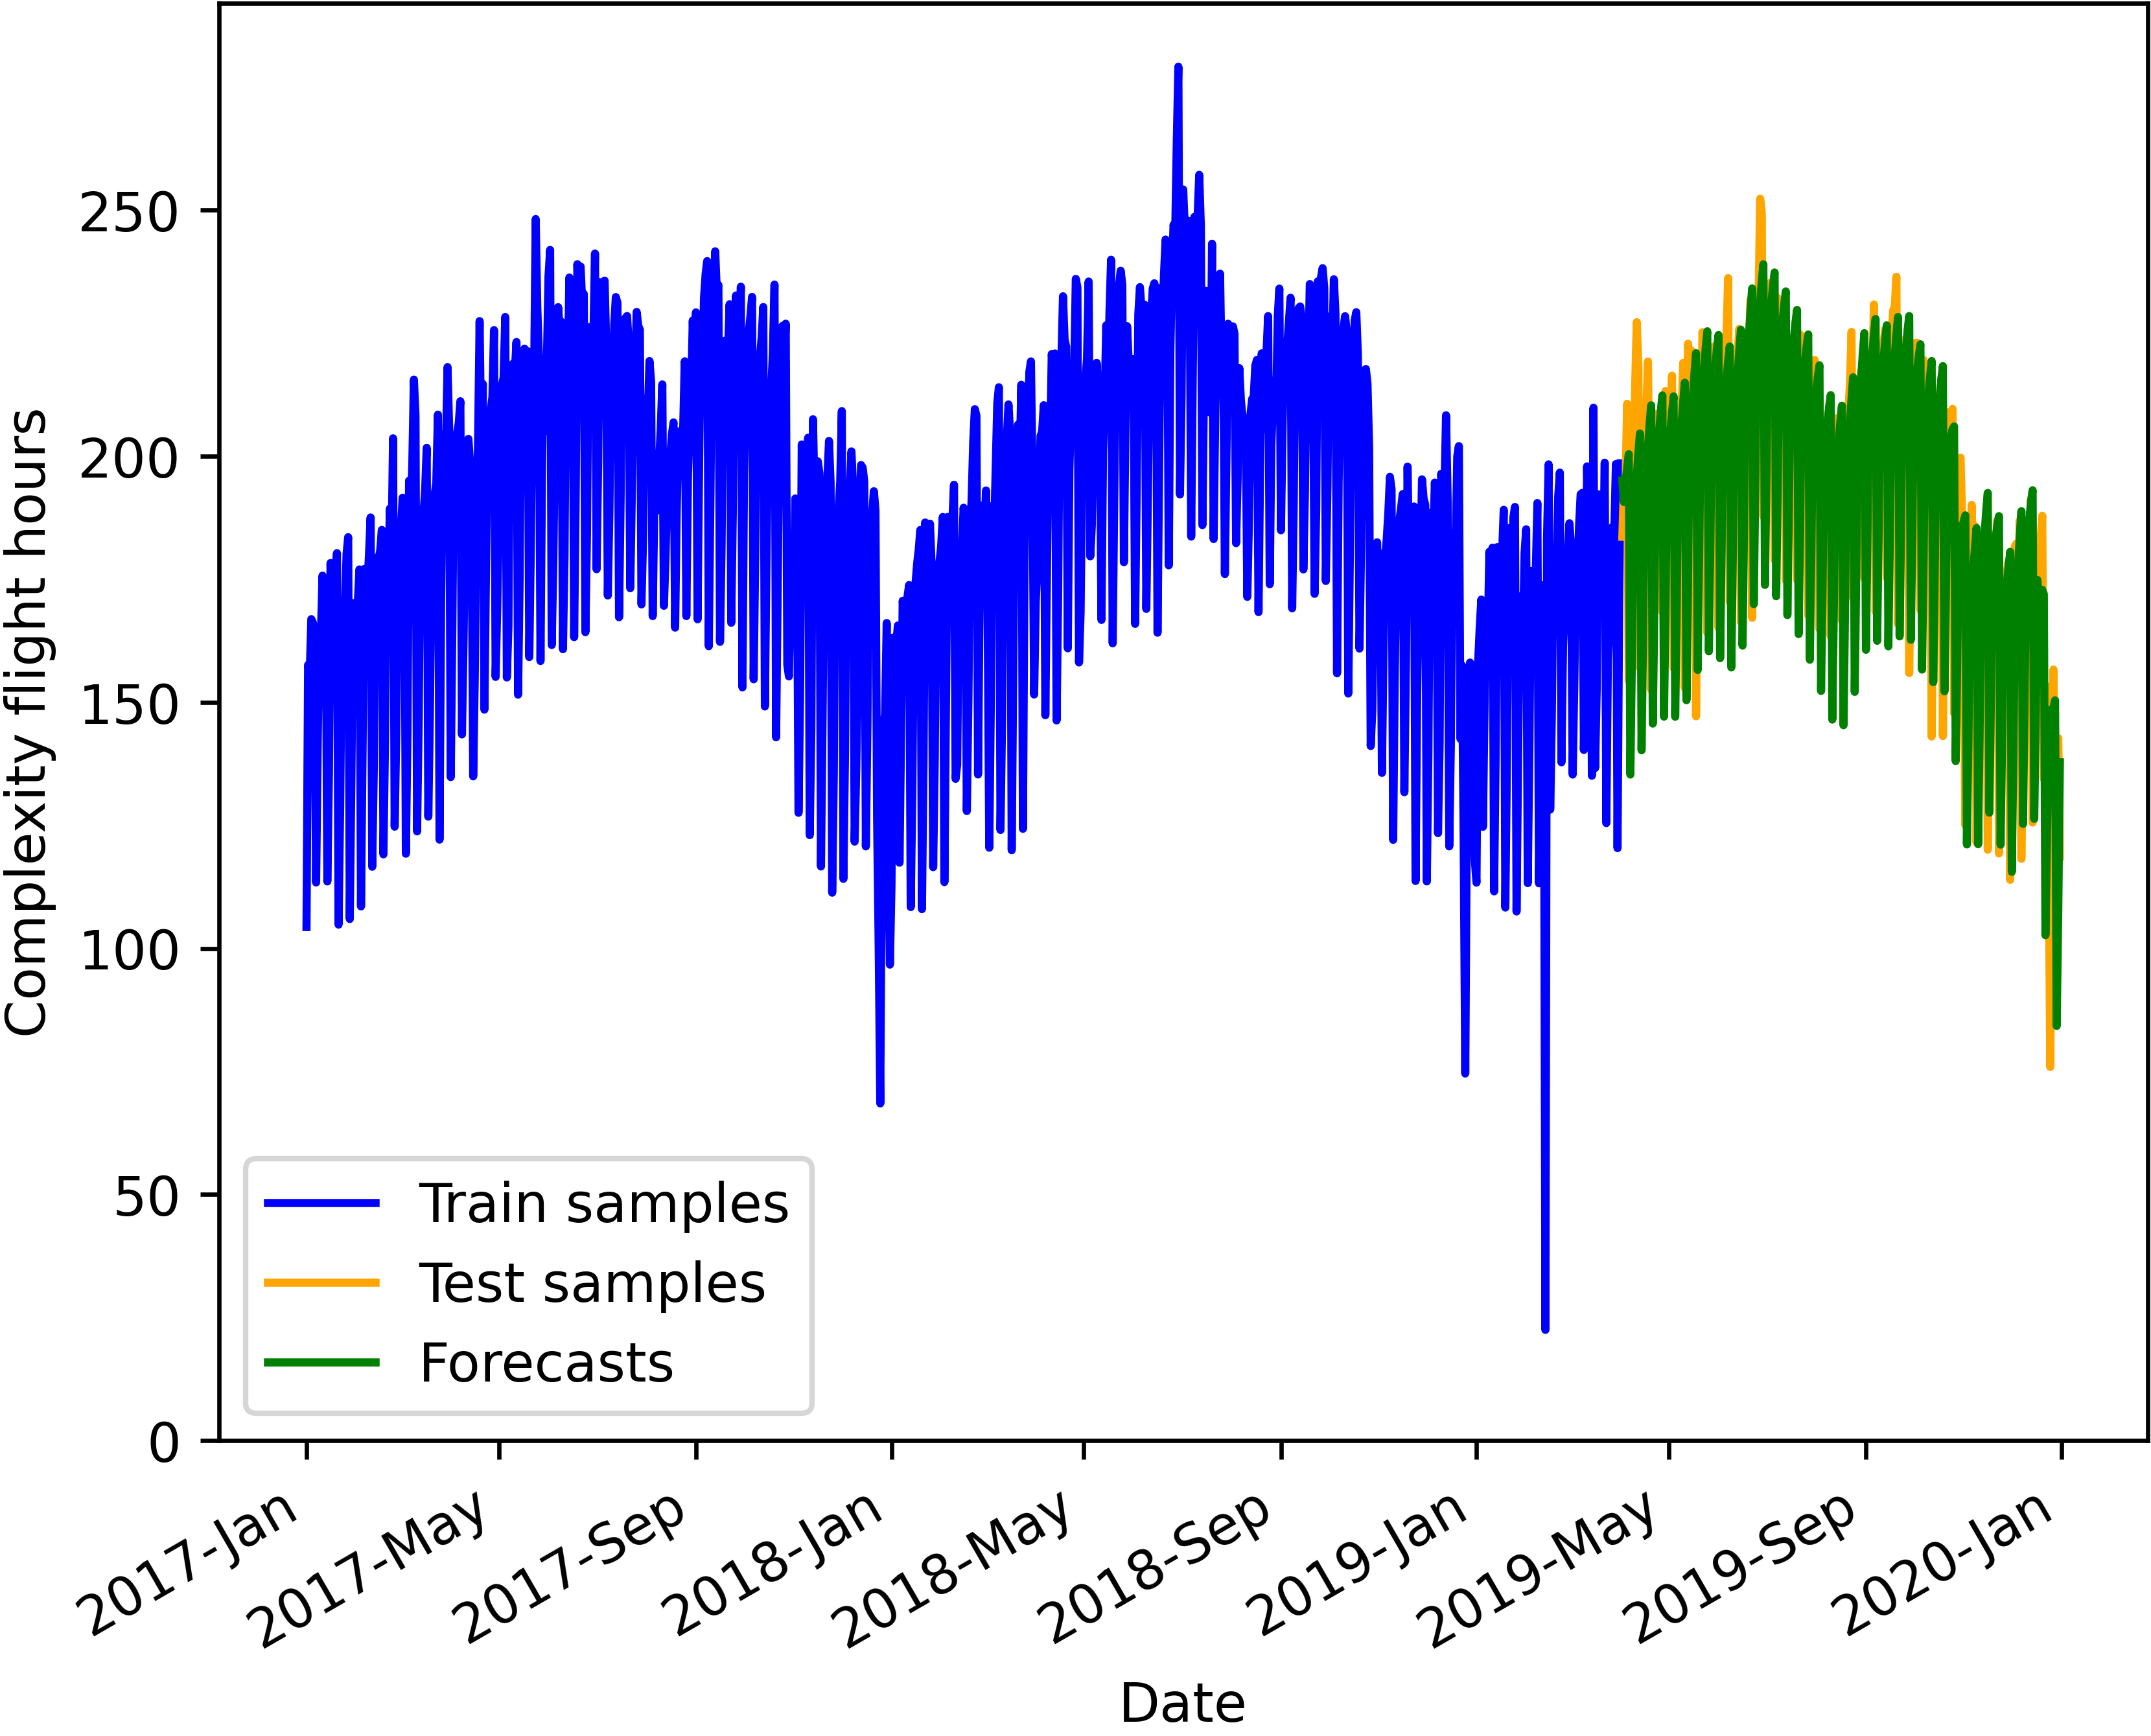 Complexity flight hours
250
200
150
100
50
0
Train samples
Test samples
Forecasts
2017-Jan
2017-May
2017-Sep
2018-Jan
2018-May
2018-Sep
2019-Jan
2019-May
2019-Sep
2020-Jan
Date